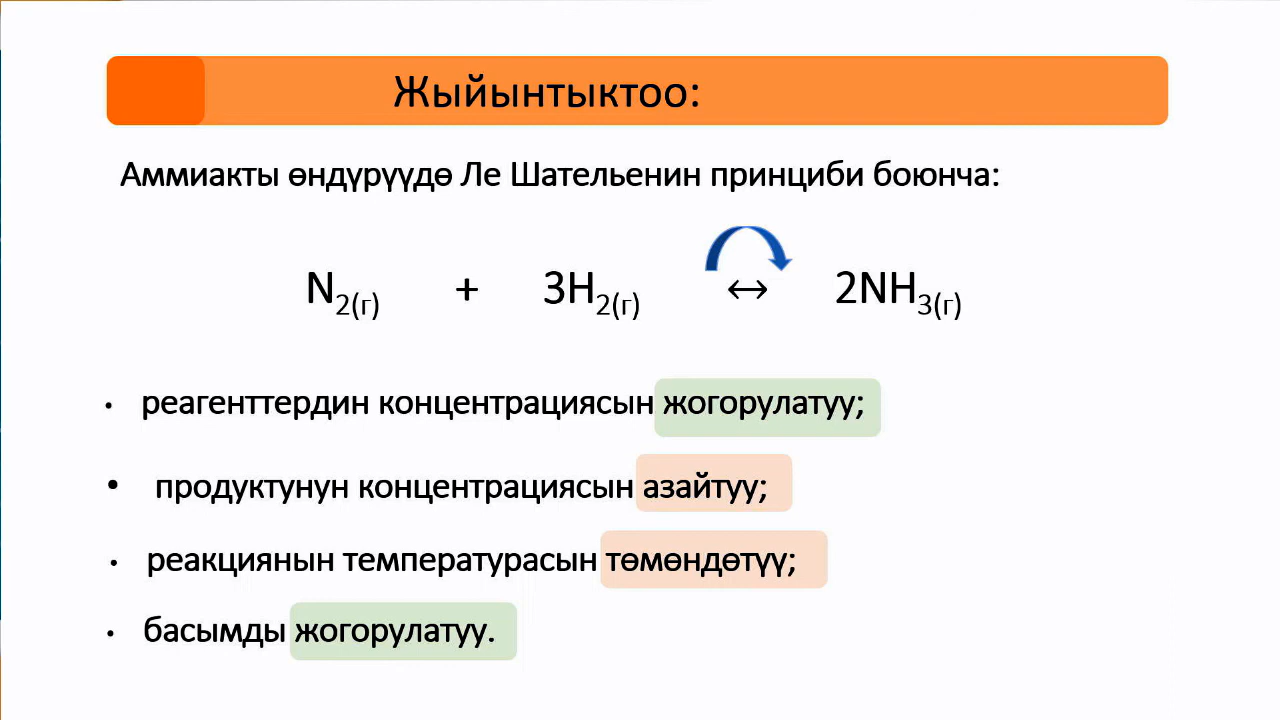 Жыйынтыктоо:
Аммиакты өндүрүүдө Ле Шательенин принциби боюнча:
N₂(г) + 3H₂(г) ↔ 2NH₃(г)
• реагенттердин концентрациясын жогорулатуу;
• продуктунун концентрациясын азайтуу;
• реакциянын температурасын төмөндөтүү;
• басымды жогорулатуу.